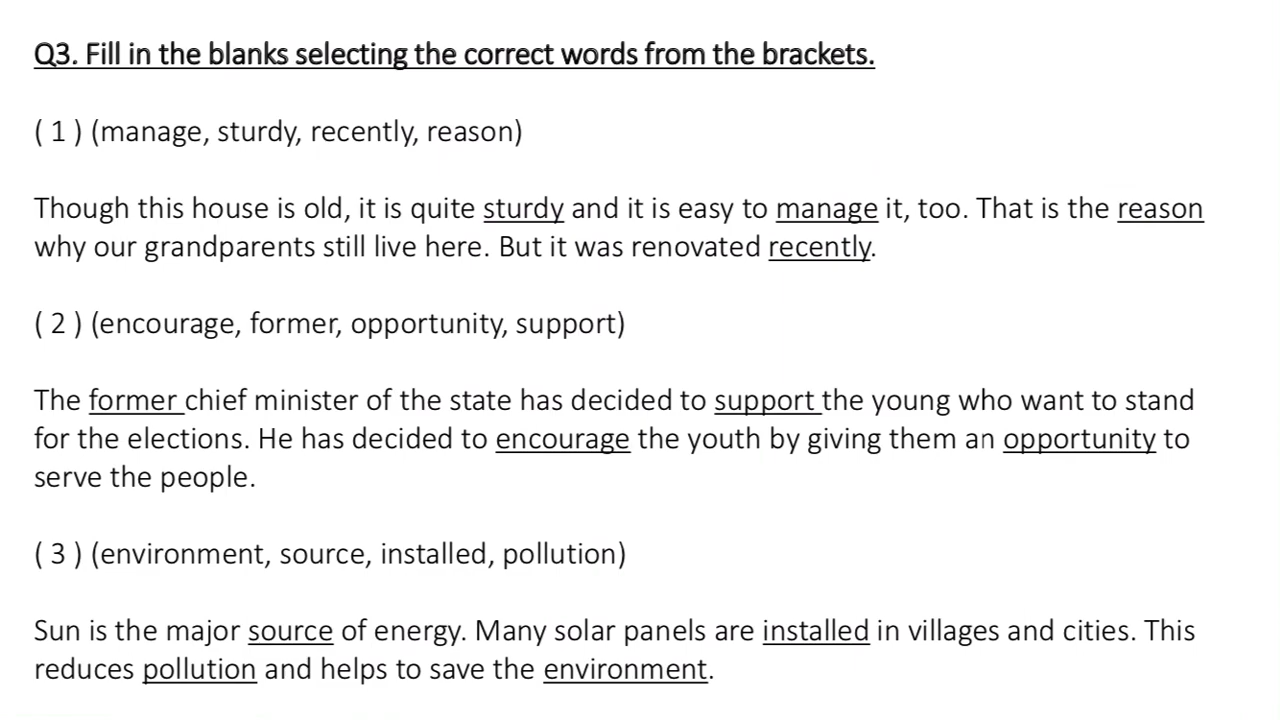 Q3. Fill in the blanks selecting the correct words from the brackets.
( 1 ) (manage, sturdy, recently, reason)
Though this house is old, it is quite sturdy and it is easy to manage it, too. That is the reason
why our grandparents still live here. But it was renovated recently.
( 2 ) (encourage, former, opportunity, support)
The former chief minister of the state has decided to support the young who want to stand
for the elections. He has decided to encourage the youth by giving them an opportunity to
serve the people.
( 3 ) (environment, source, installed, pollution)
Sun is the major source of energy. Many solar panels are installed in villages and cities. This
reduces pollution and helps to save the environment.